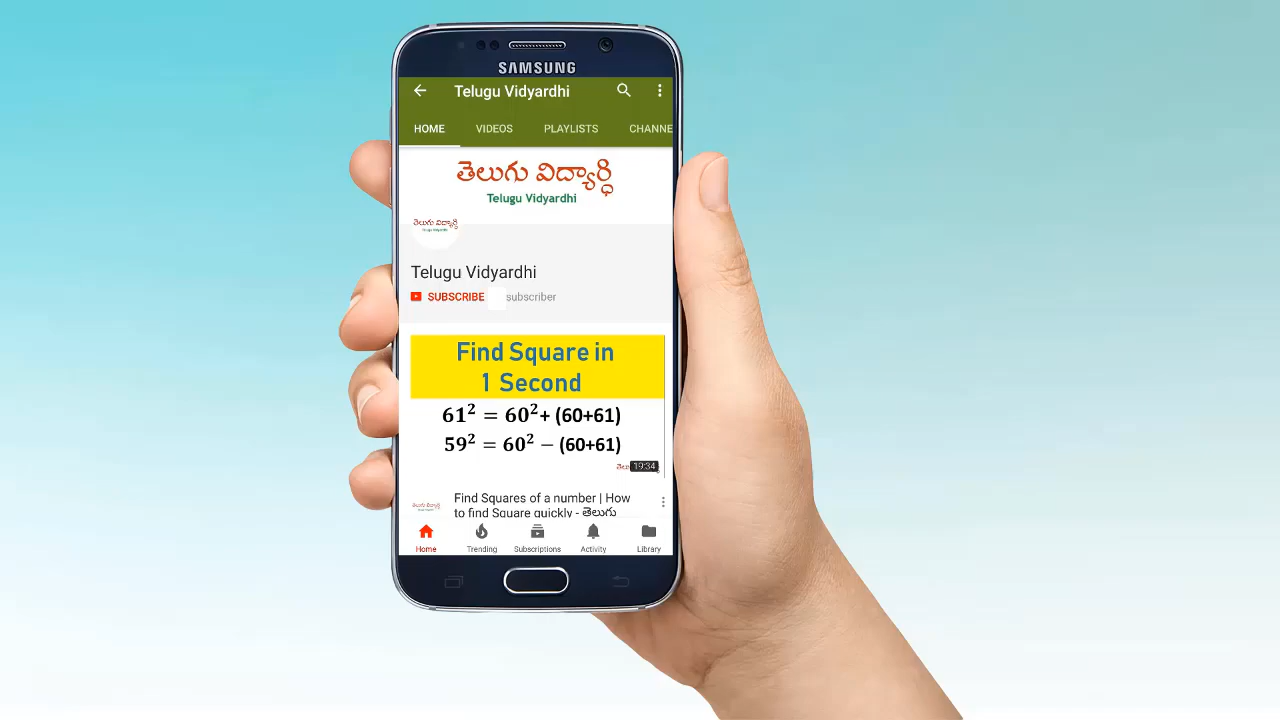 SAMSUNG
Telugu Vidyardhi
HOME VIDEOS PLAYLISTS CHANNE
తెలుగు విద్యార్థి
Telugu Vidyardhi
తెలుగు విద్యార్థి
Telugu Vidyardhi
Telugu Vidyardhi
SUBSCRIBE subscriber
Find Square in
1 Second
61² = 60²+ (60+61)
59² = 60² − (60+61)
తెలు 19:34
Find Squares of a number | How
to find Square quickly - తెలుగు
తెలుగు విద్యార్థి
Home Trending Subscriptions Activity Library